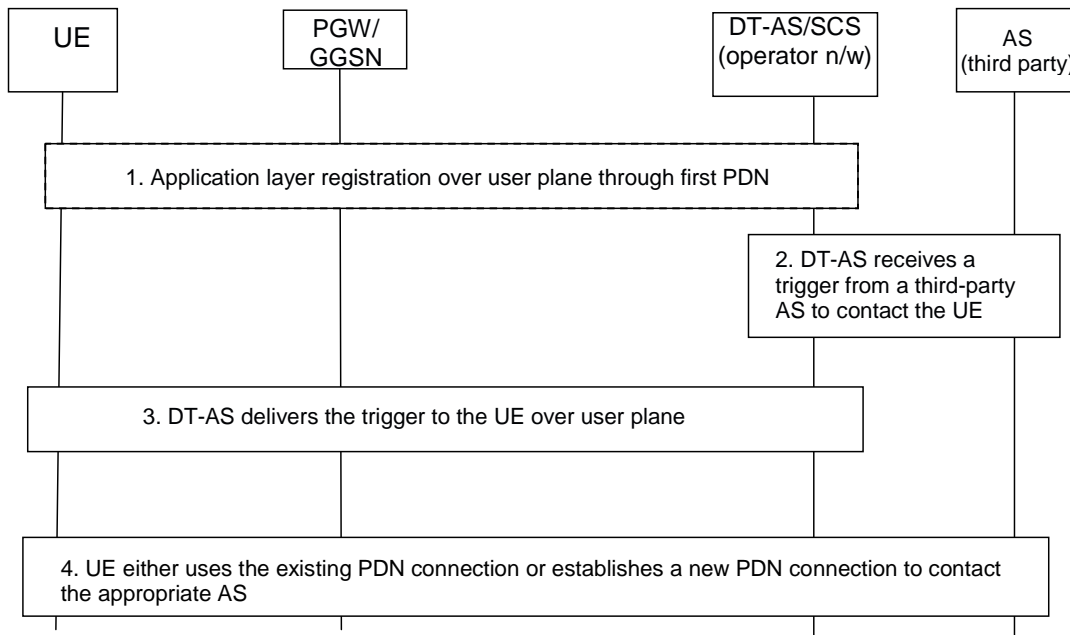 UE
PGW/
GGSN
DT-AS/SCS
(operator n/w)
AS
(third party)
1. Application layer registration over user plane through first PDN
2. DT-AS receives a
trigger from a third-party
AS to contact the UE
3. DT-AS delivers the trigger to the UE over user plane
4. UE either uses the existing PDN connection or establishes a new PDN connection to contact
the appropriate AS